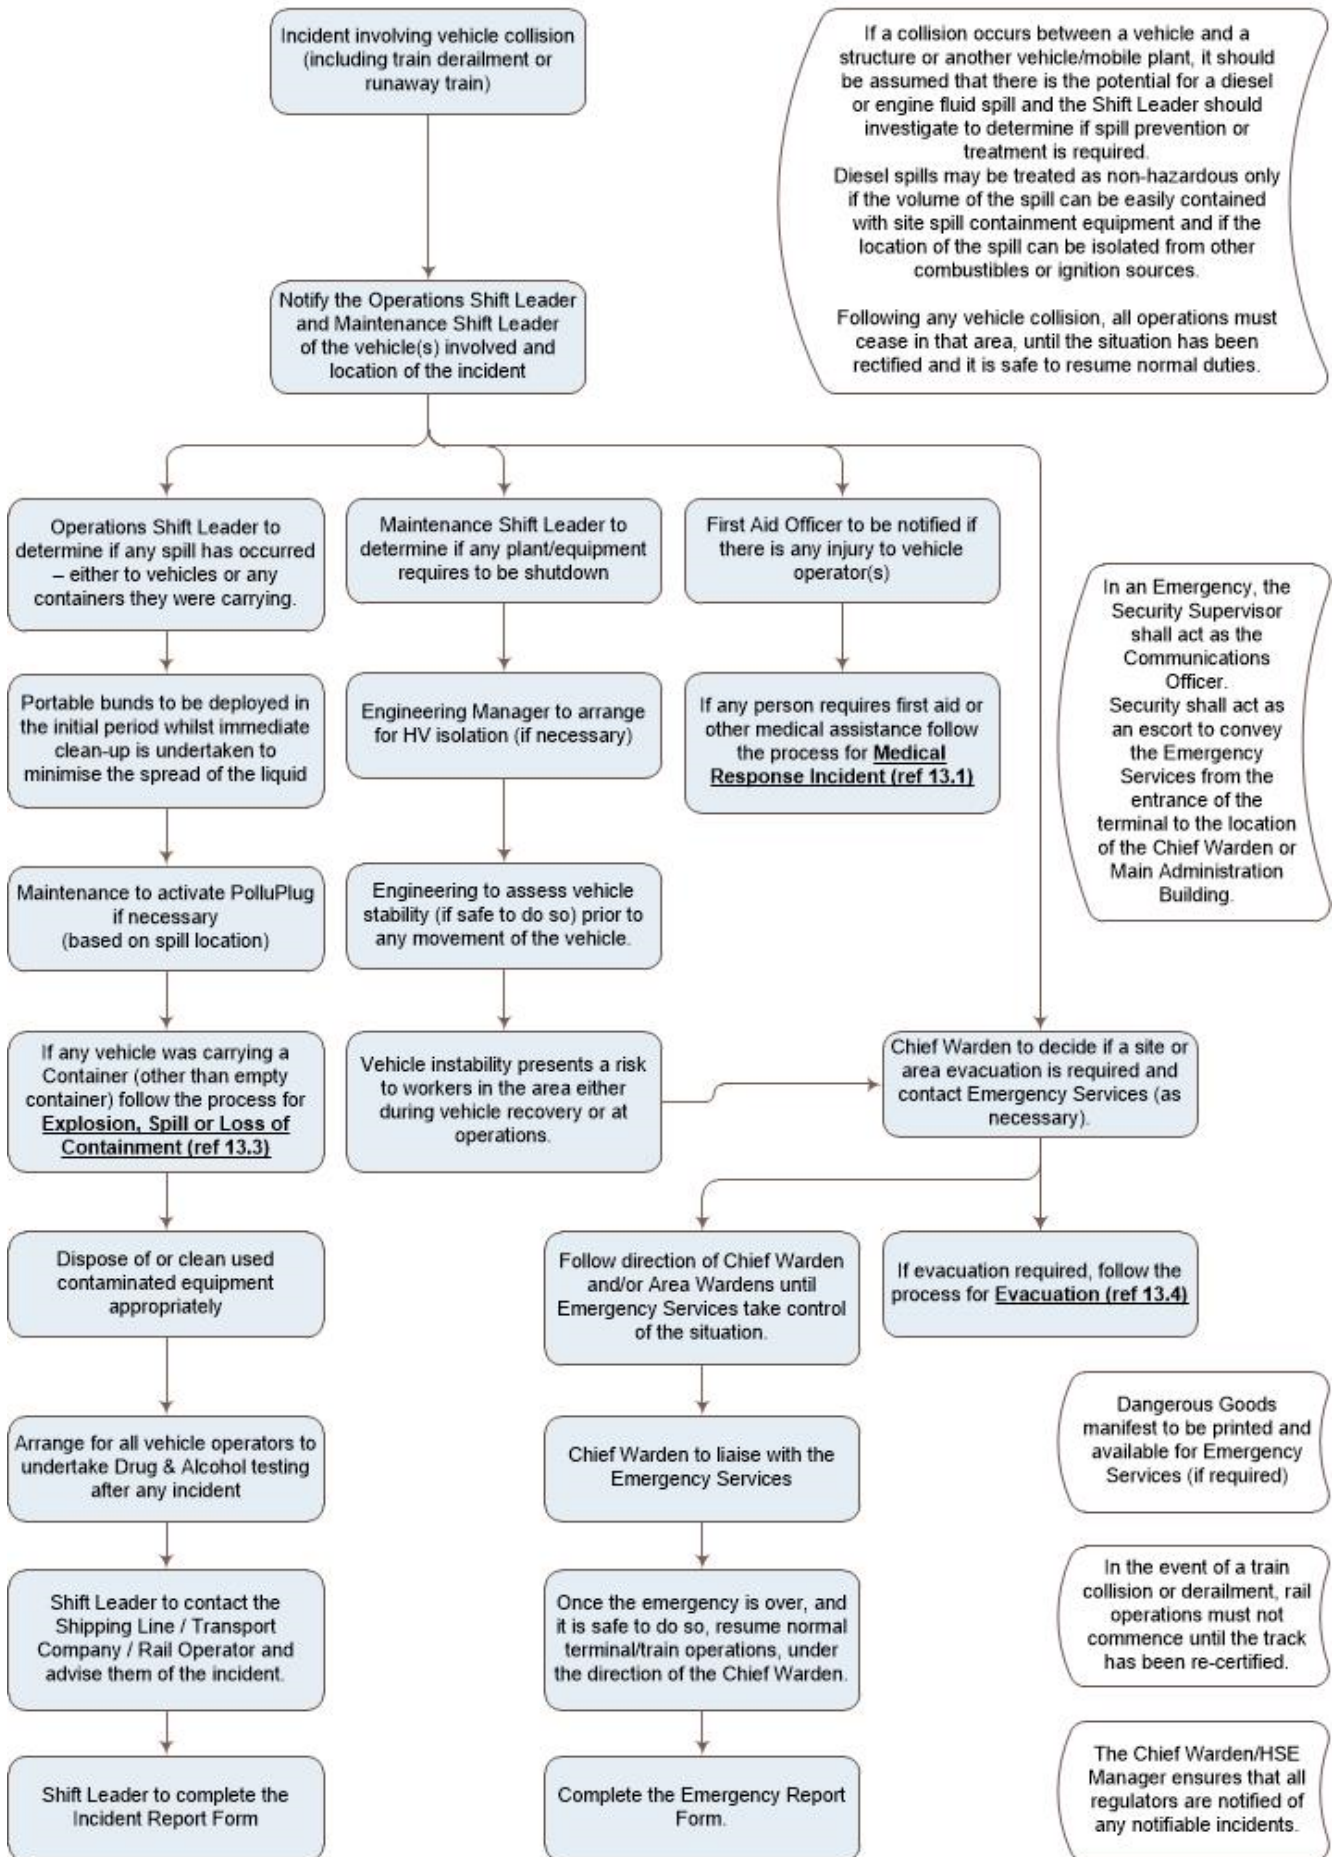 Incident involving vehicle collision
(including train derailment or
runaway train)
If a collision occurs between a vehicle and a
structure or another vehicle/mobile plant, it should
be assumed that there is the potential for a diesel
or engine fluid spill and the Shift Leader should
investigate to determine if spill prevention or
treatment is required.
Diesel spills may be treated as non-hazardous only
if the volume of the spill can be easily contained
with site spill containment equipment and if the
location of the spill can be isolated from other
combustibles or ignition sources.
Following any vehicle collision, all operations must
cease in that area, until the situation has been
rectified and it is safe to resume normal duties.
Notify the Operations Shift Leader
and Maintenance Shift Leader
of the vehicle(s) involved and
location of the incident
Operations Shift Leader to
determine if any spill has occurred
– either to vehicles or any
containers they were carrying.
Maintenance Shift Leader to
determine if any plant/equipment
requires to be shutdown
First Aid Officer to be notified if
there is any injury to vehicle
operator(s)
In an Emergency, the
Security Supervisor
shall act as the
Communications
Officer.
Security shall act as
an escort to convey
the Emergency
Services from the
entrance of the
terminal to the location
of the Chief Warden or
Main Administration
Building.
Portable bunds to be deployed in
the initial period whilst immediate
clean-up is undertaken to
minimise the spread of the liquid
Engineering Manager to arrange
for HV isolation (if necessary)
If any person requires first aid or
other medical assistance follow
the process for Medical
Response Incident (ref 13.1)
Maintenance to activate PolluPlug
if necessary
(based on spill location)
Engineering to assess vehicle
stability (if safe to do so) prior to
any movement of the vehicle.
If any vehicle was carrying a
Container (other than empty
container) follow the process for
Explosion, Spill or Loss of
Containment (ref 13.3)
Vehicle instability presents a risk
to workers in the area either
during vehicle recovery or at
operations.
Chief Warden to decide if a site or
area evacuation is required and
contact Emergency Services (as
necessary).
Dispose of or clean used
contaminated equipment
appropriately
Follow direction of Chief Warden
and/or Area Wardens until
Emergency Services take control
of the situation.
If evacuation required, follow the
process for Evacuation (ref 13.4)
Arrange for all vehicle operators to
undertake Drug & Alcohol testing
after any incident
Chief Warden to liaise with the
Emergency Services
Dangerous Goods
manifest to be printed and
available for Emergency
Services (if required)
Shift Leader to contact the
Shipping Line / Transport
Company / Rail Operator and
advise them of the incident.
Once the emergency is over, and
it is safe to do so, resume normal
terminal/train operations, under
the direction of the Chief Warden.
In the event of a train
collision or derailment, rail
operations must not
commence until the track
has been re-certified.
Shift Leader to complete the
Incident Report Form
Complete the Emergency Report
Form.
The Chief Warden/HSE
Manager ensures that all
regulators are notified of
any notifiable incidents.